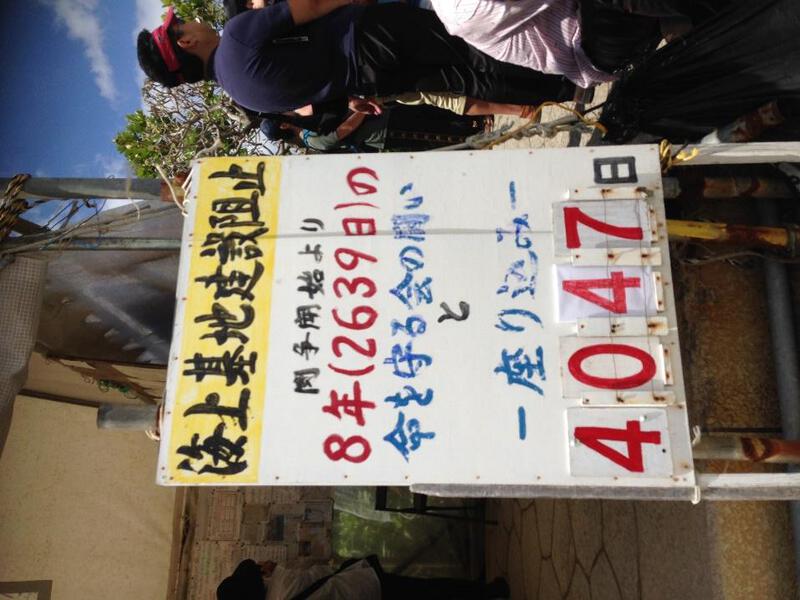 海上基地建設阻止
闘争開始より
8年(2639日)の
命を守る会の闘い
と
ー座り込みー
4047日